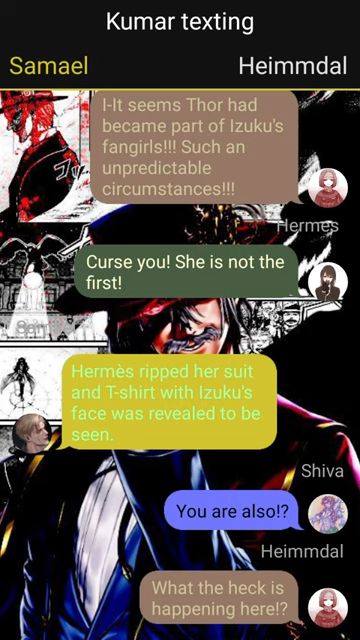 Kumar texting
Samael
Heimmdal
I-It seems Thor had
became part of Izuku's
fangirls!!! Such an
unpredictable
circumstances!!!
Hermès
Curse you! She is not the
first!
Hermès ripped her suit
and T-shirt with Izuku's
face was revealed to be
seen.
Shiva
You are also!?
Heimmdal
What the heck is
happening here!?